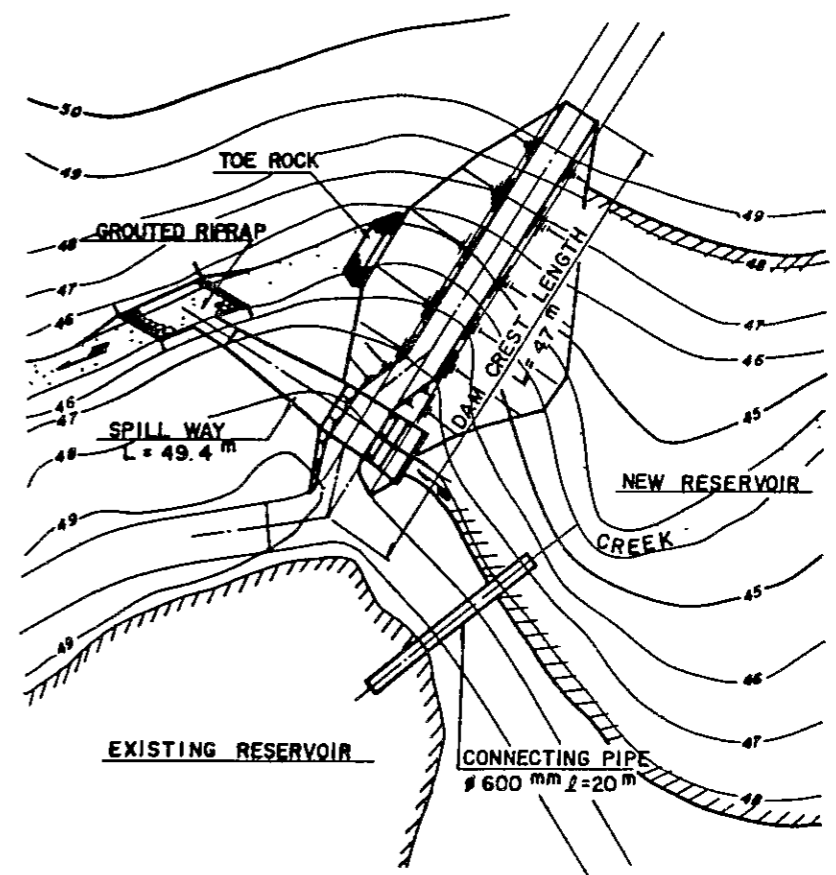 50
49
TOE ROCK
GROUTED RIPRAP
48
47
46
46
47
48
SPILL WAY
L = 49.4 m
49
49
49
48
47
46
45
DAM CREST LENGTH
L = 47 m
NEW RESERVOIR
CREEK
45
46
47
48
EXISTING RESERVOIR
CONNECTING PIPE
ø 600 mm ℓ=20 m